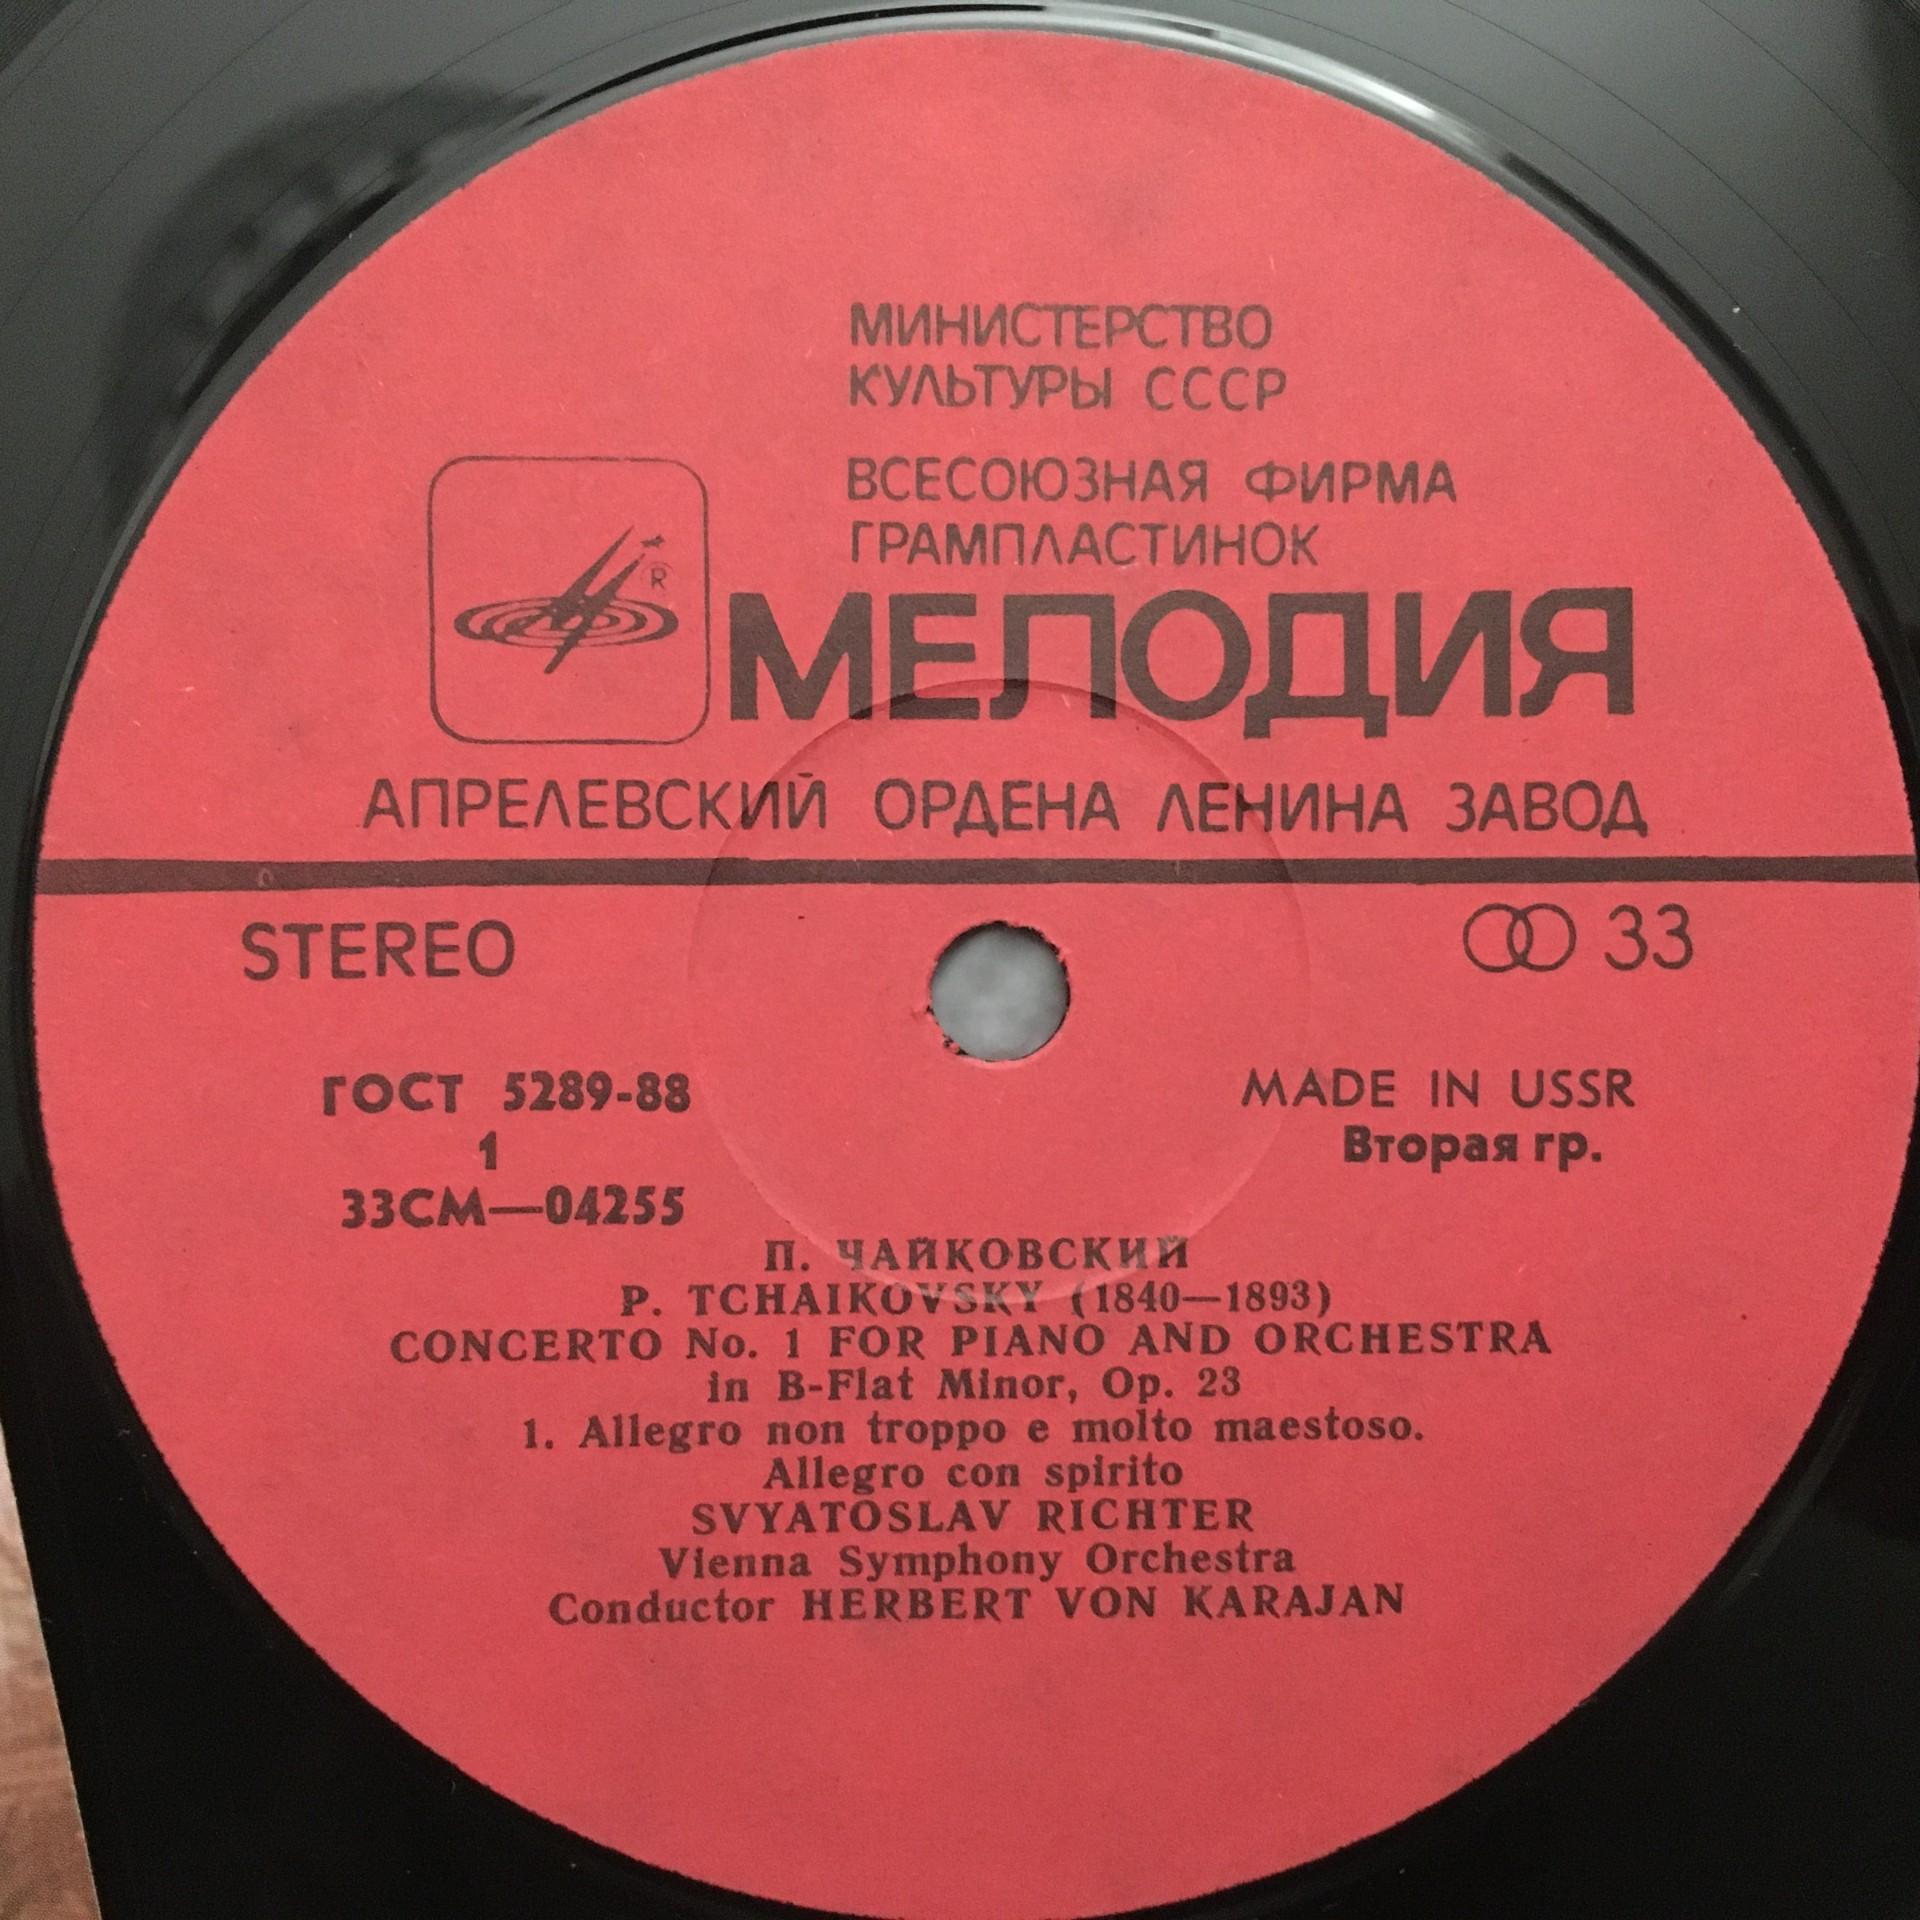 МИНИСТЕРСТВО
КУЛЬТУРЫ СССР
ВСЕСОЮЗНАЯ ФИРМА
ГРАМПЛАСТИНОК
R
МЕЛОДИЯ
АПРЕЛЕВСКИЙ ОРДЕНА ЛЕНИНА ЗАВОД
STEREO
33
ГОСТ 5289-88
MADE IN USSR
1
Вторая гр.
33СМ—04255
П. ЧАЙКОВСКИЙ
P. TCHAIKOVSKY (1840—1893)
CONCERTO No. 1 FOR PIANO AND ORCHESTRA
in B-Flat Minor, Op. 23
1. Allegro non troppo e molto maestoso.
Allegro con spirito
SVYATOSLAV RICHTER
Vienna Symphony Orchestra
Conductor HERBERT VON KARAJAN